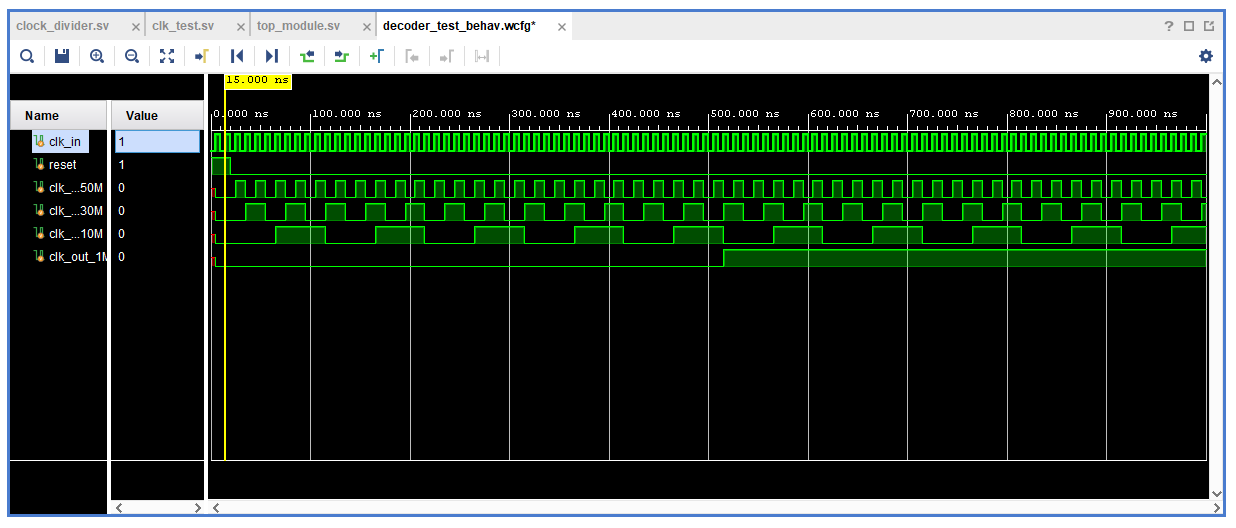 clock_divider.sv clk_test.sv top_module.sv decoder_test_behav.wcfg* ?
15.000 ns
Name Value
0.000 ns 100.000 ns 200.000 ns 300.000 ns 400.000 ns 500.000 ns 600.000 ns 700.000 ns 800.000 ns 900.000 ns
clk_in 1
reset 1
clk_...50M 0
clk_...30M 0
clk_...10M 0
clk_out_1M 0